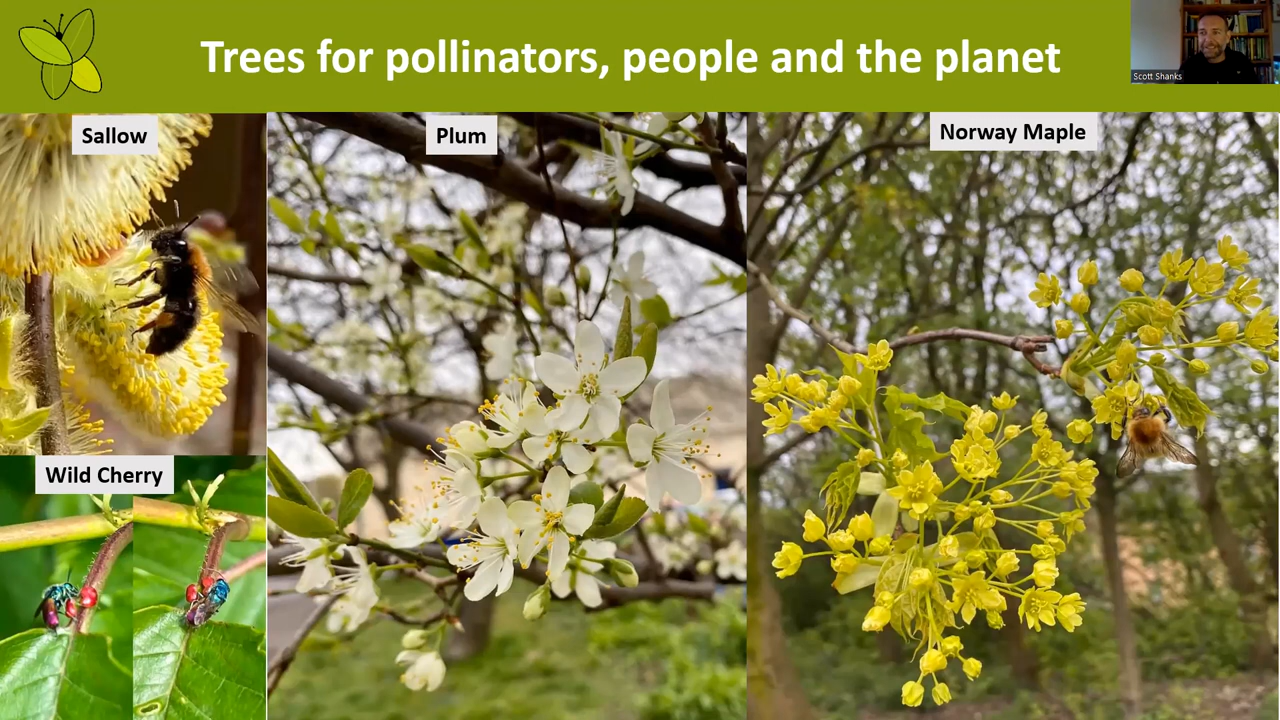 Trees for pollinators, people and the planet
Scott Shanks
Sallow
Plum
Norway Maple
Wild Cherry